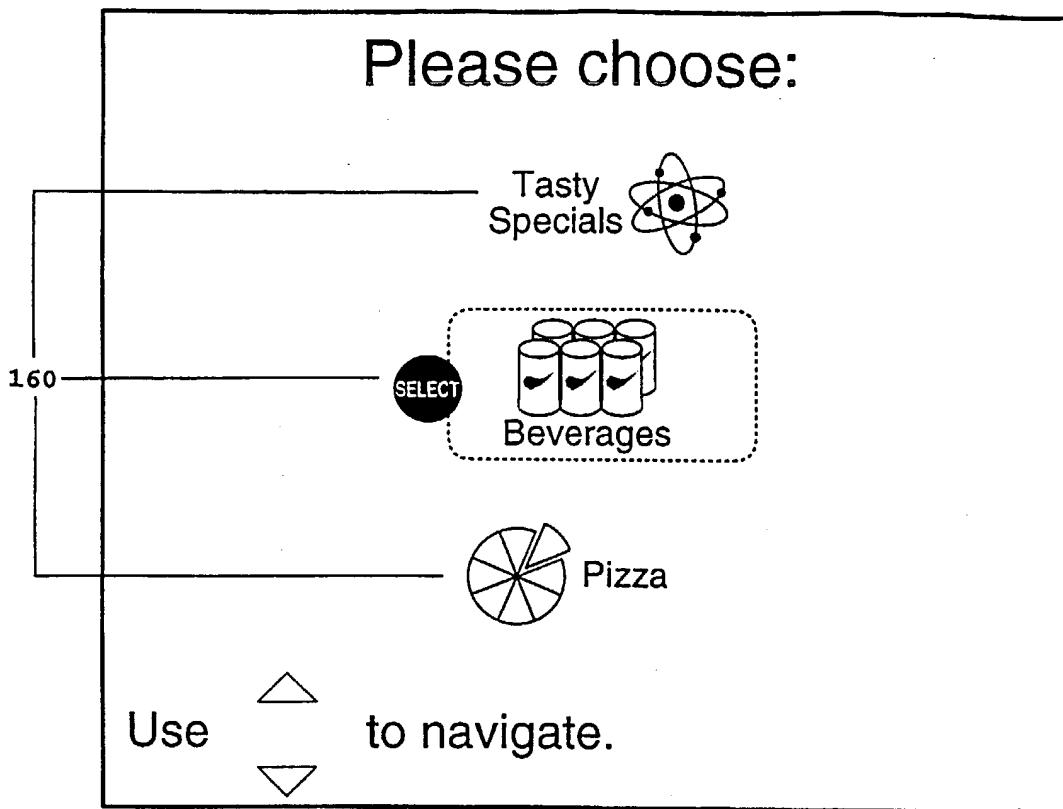 Please choose:
Tasty
Specials
160
SELECT
Beverages
Pizza
Use to navigate.